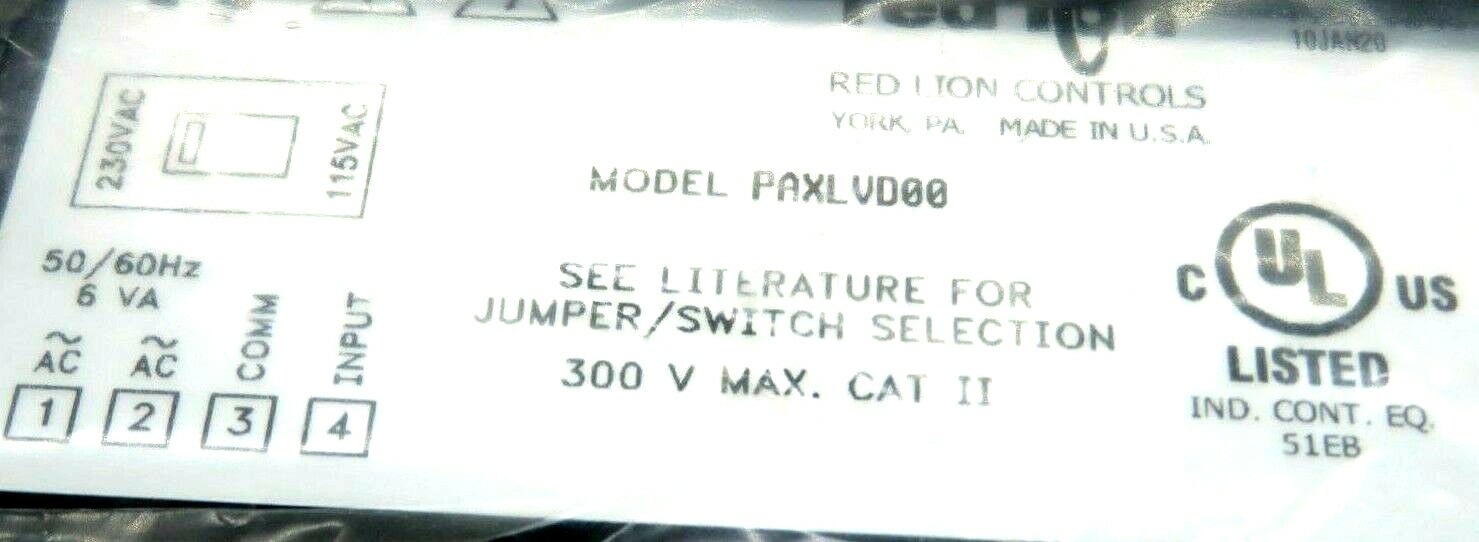 10JAN20
RED LION CONTROLS
YORK, PA. MADE IN U.S.A.
230VAC
115VAC
MODEL PAXLVD00
50/60Hz
6 VA
SEE LITERATURE FOR
JUMPER/SWITCH SELECTION
300 V MAX. CAT II
AC
AC
COMM
INPUT
1
2
3
4
C UL US
LISTED
IND. CONT. EQ.
51EB